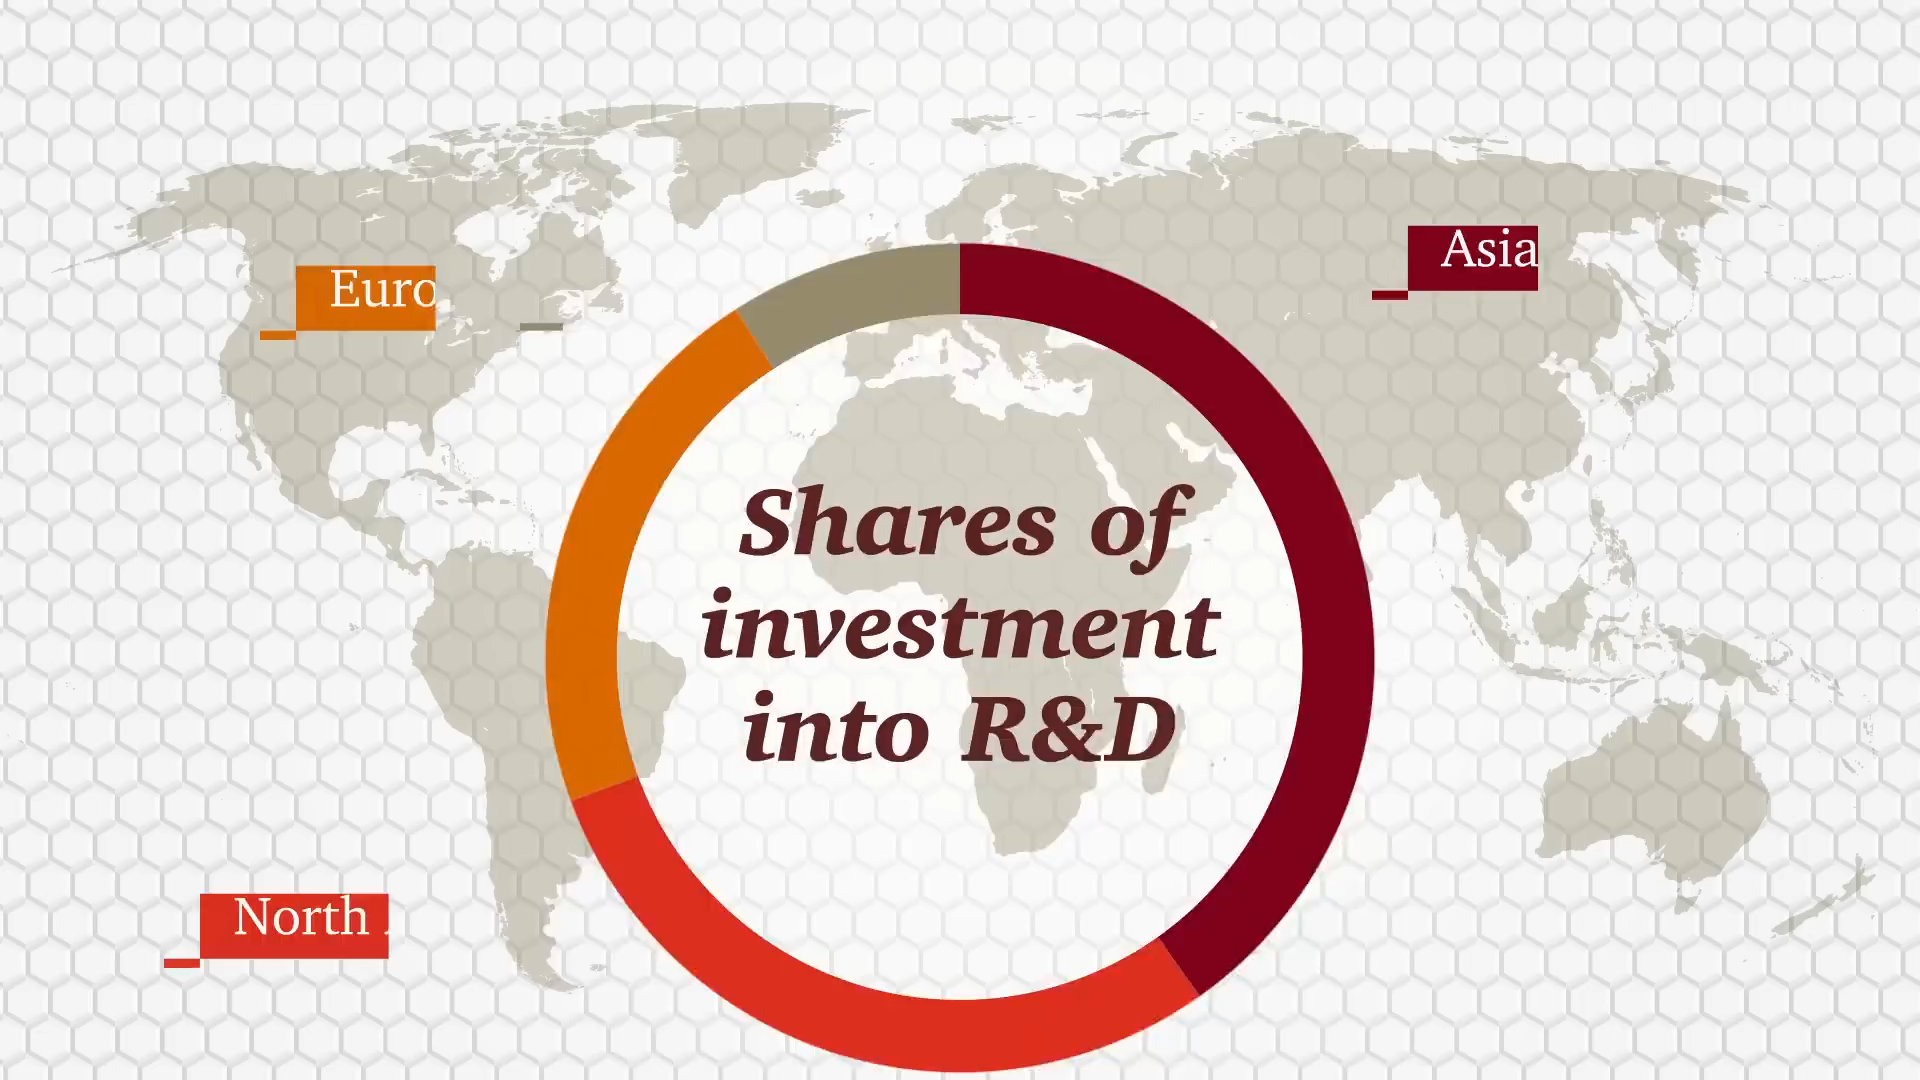 Asia
Euro
Shares of
investment
into R&D
North